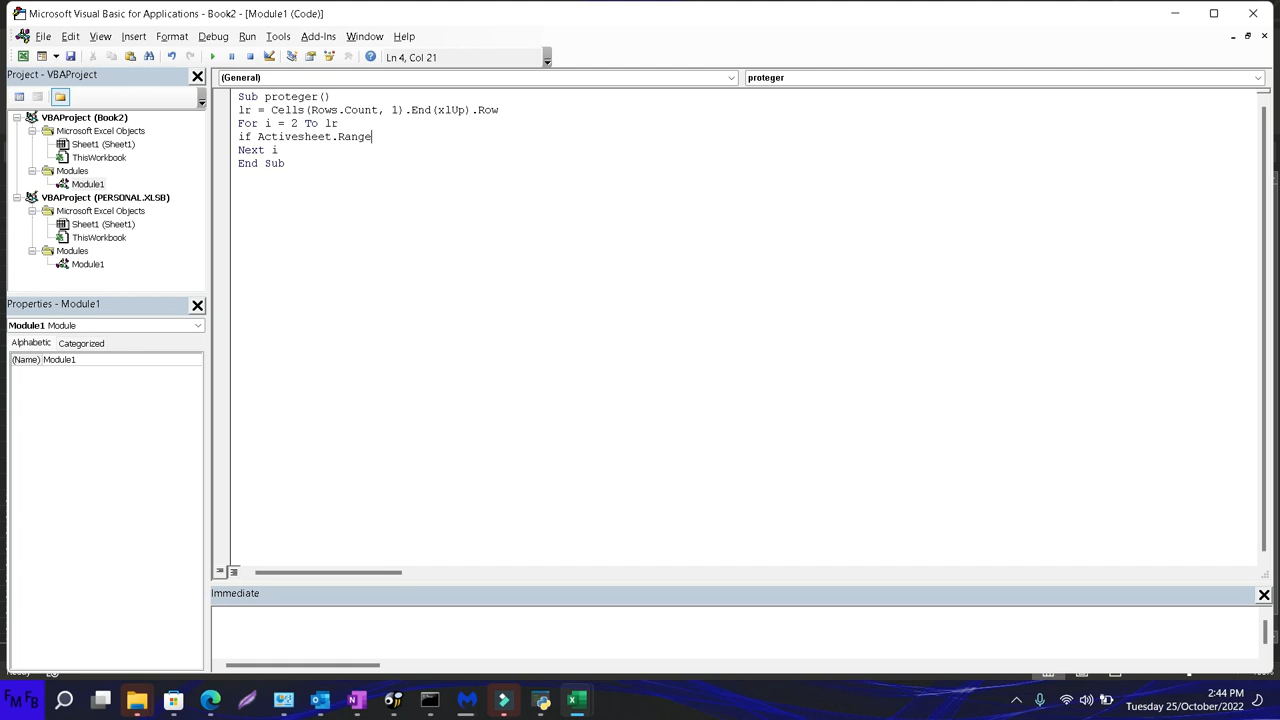 Microsoft Visual Basic for Applications - Book2 - [Module1 (Code)]
File Edit View Insert Format Debug Run Tools Add-Ins Window Help
Ln 4, Col 21
Project - VBAProject
(General)
proteger
VBAProject (Book2)
Microsoft Excel Objects
Sheet1 (Sheet1)
ThisWorkbook
Modules
Module1
VBAProject (PERSONAL.XLSB)
Microsoft Excel Objects
Sheet1 (Sheet1)
ThisWorkbook
Modules
Module1
Sub proteger()
lr = Cells(Rows.Count, 1).End(xlUp).Row
For i = 2 To lr
if Activesheet.Range
Next i
End Sub
Properties - Module1
Module1 Module
Alphabetic Categorized
(Name) Module1
Immediate
FM FB
2:44 PM
Tuesday 25/October/2022